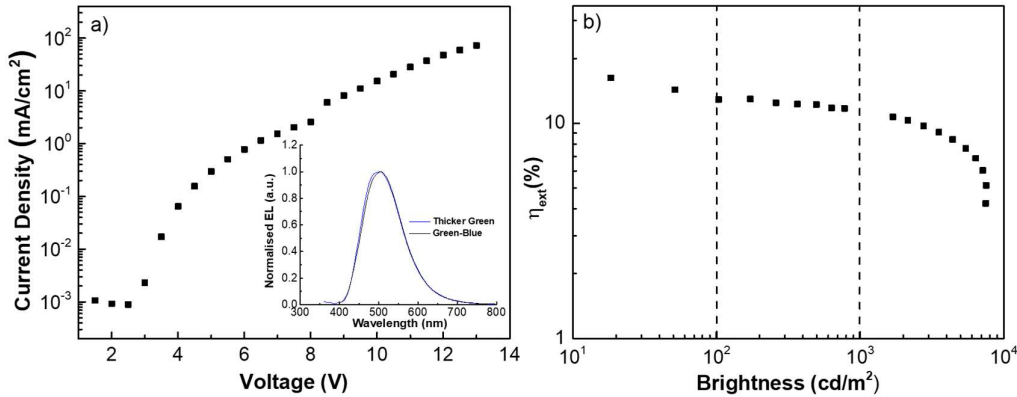 a)
Current Density (mA/cm²)
10²
10¹
10⁰
10⁻¹
10⁻²
10⁻³
2 4 6 8 10 12 14
Voltage (V)
Normalised EL (a.u.)
1.2
1.0
0.8
0.6
0.4
0.2
0.0
300 400 500 600 700 800
Wavelength (nm)
Thicker Green
Green-Blue
b)
ηext(%)
10
1
10¹ 10² 10³ 10⁴
Brightness (cd/m²)